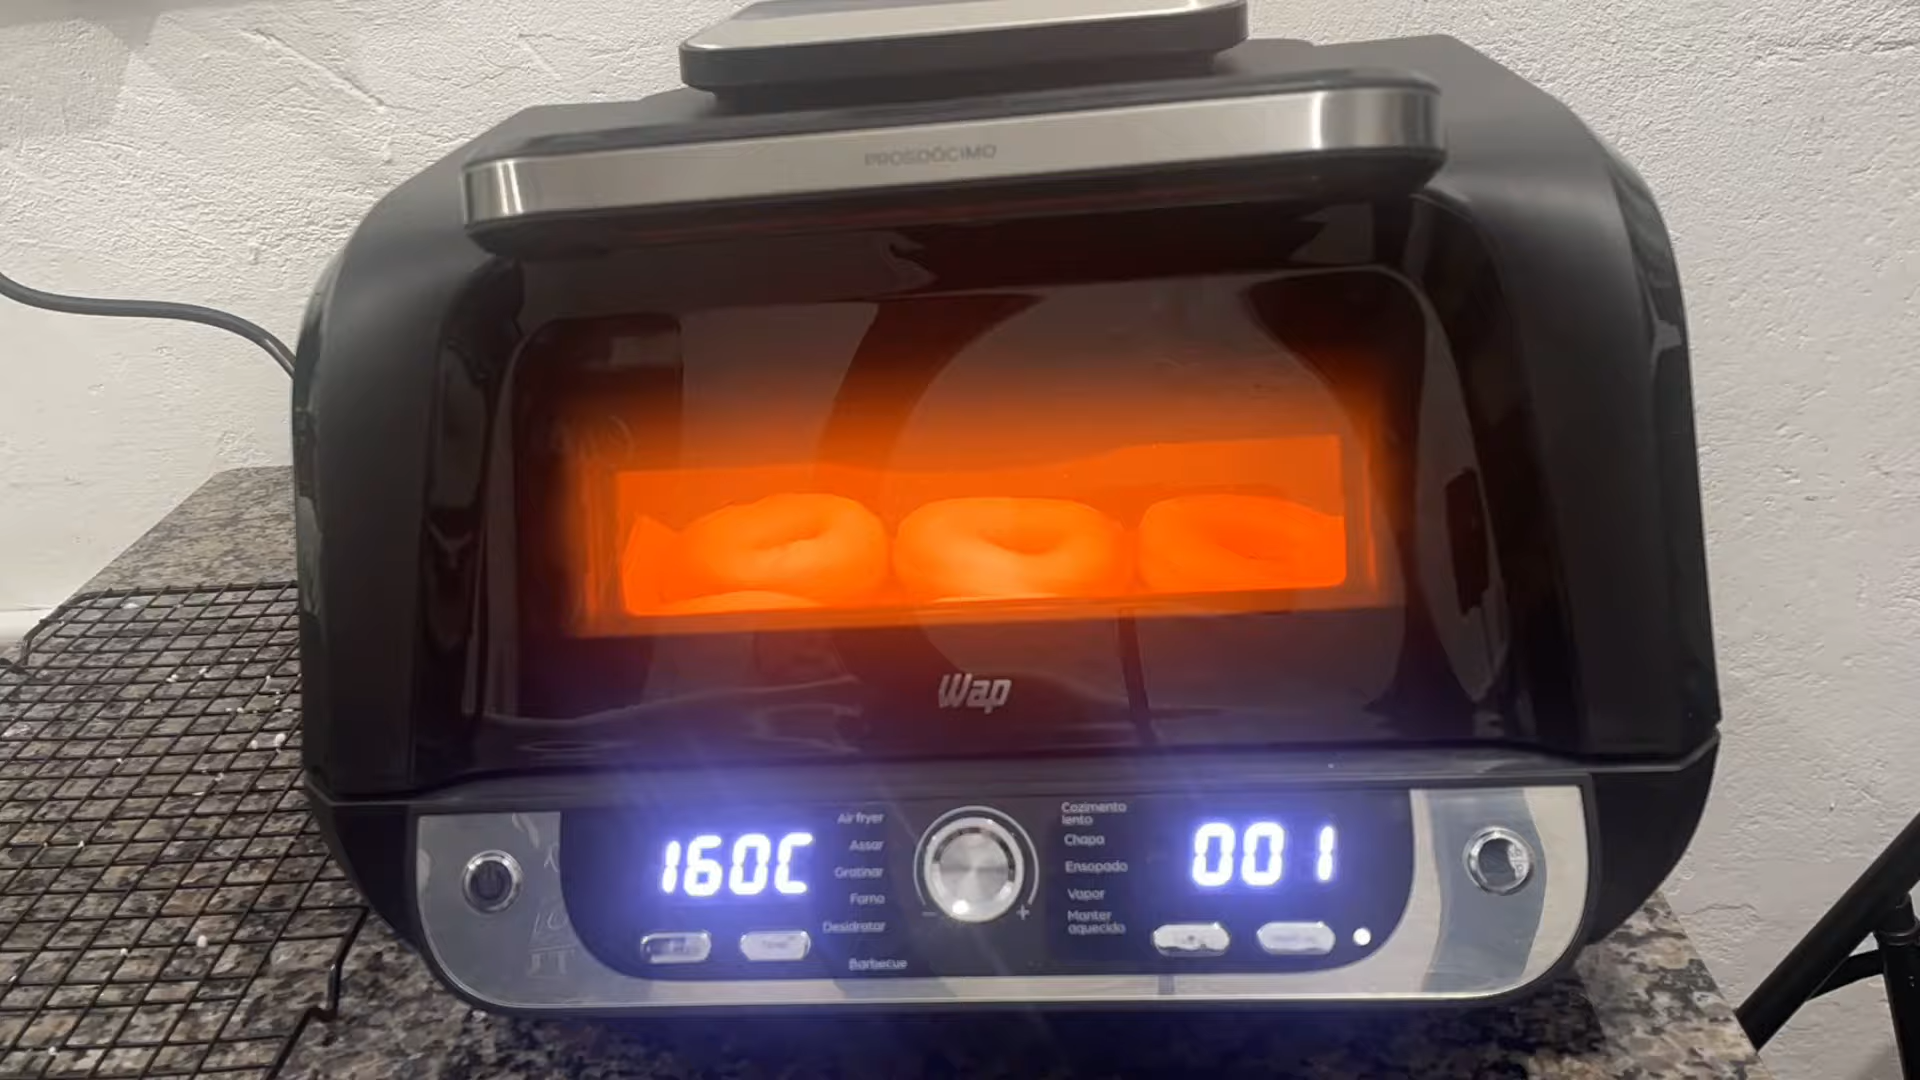 PROSDÓCIMO
Wap
160C
Air fryer
Assar
Gratinar
Forno
Desidratar
Barbecue
- +
Cozimento
lento
Chapa
Ensopado
Vapor
Manter
aquecido
001